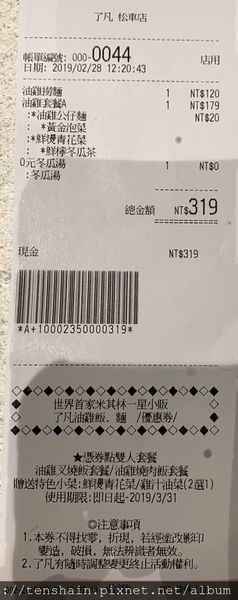 了凡 松車店
帳單編號: 000-0044 店用
日期: 2019/02/28 12:20:43
油雞撈麵 1 NT$120
油雞套餐A 1 NT$179
:*油雞公仔麵 NT$20
: *黃金泡菜
:*鮮燙青花菜
: *鮮檸冬瓜茶
0元冬瓜湯 1 NT$0
:冬瓜湯
總金額 NT$319
現金 NT$319
*A+10002350000319*
世界首家米其林一星小販
了凡油雞飯．麵 /優惠券/
★憑券點雙人套餐
油雞叉燒飯套餐/油雞燒肉飯套餐
贈送特色小菜:鮮燙青花菜/雞汁油菜(2選1)
使用期限:即日起-2019/3/31
◎注意事項
1.本券不得找零，折現，若經塗改影印
變造，破損，無法辨識者無效。
2.了凡有隨時調整變更終止活動權利。
http://tenshain.pixnet.net/album